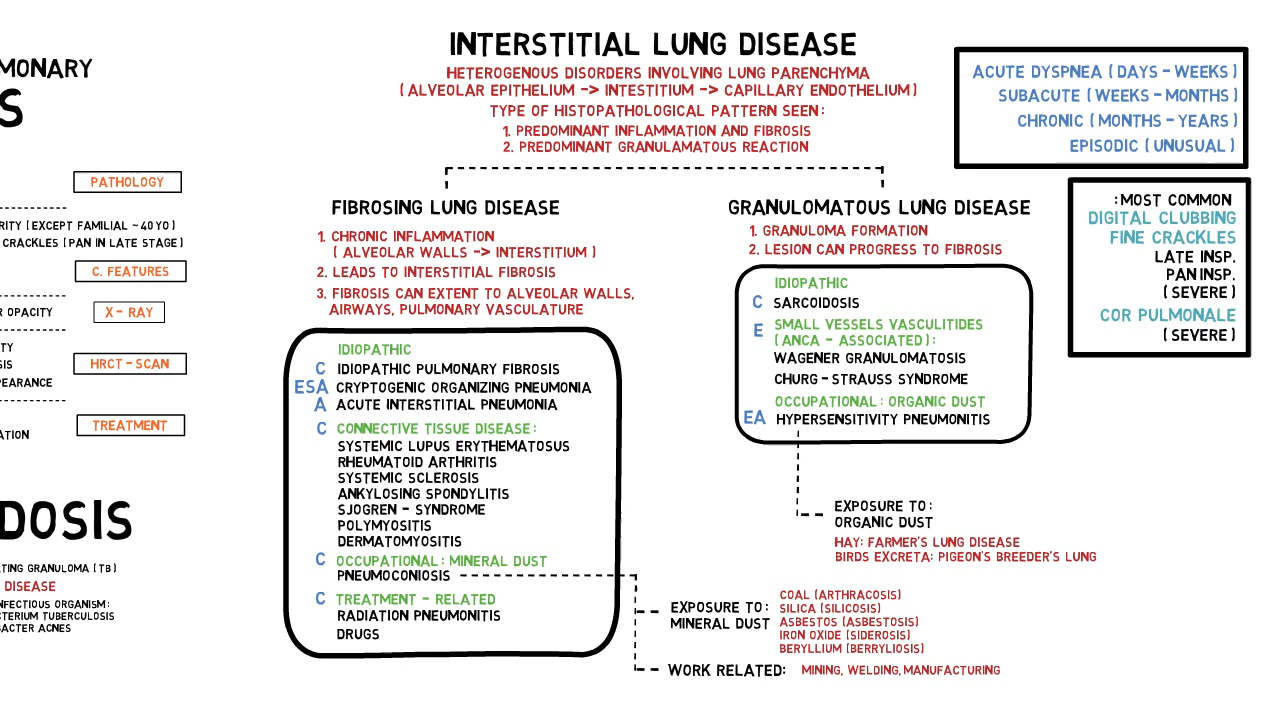 MONARY
S
PATHOLOGY
RITY (EXCEPT FAMILIAL ~40 YO)
CRACKLES (PAN IN LATE STAGE)
C. FEATURES
R OPACITY
X - RAY
TY
SIS
PEARANCE
HRCT - SCAN
TREATMENT
ATION
DOSIS
TING GRANULOMA (TB)
DISEASE
NFECTIOUS ORGANISM:
CTERIUM TUBERCULOSIS
BACTER ACNES
INTERSTITIAL LUNG DISEASE
HETEROGENOUS DISORDERS INVOLVING LUNG PARENCHYMA
(ALVEOLAR EPITHELIUM -> INTESTITIUM -> CAPILLARY ENDOTHELIUM)
TYPE OF HISTOPATHOLOGICAL PATTERN SEEN:
1. PREDOMINANT INFLAMMATION AND FIBROSIS
2. PREDOMINANT GRANULAMATOUS REACTION
FIBROSING LUNG DISEASE
1. CHRONIC INFLAMMATION
(ALVEOLAR WALLS -> INTERSTITIUM)
2. LEADS TO INTERSTITIAL FIBROSIS
3. FIBROSIS CAN EXTENT TO ALVEOLAR WALLS,
AIRWAYS, PULMONARY VASCULATURE
IDIOPATHIC
C IDIOPATHIC PULMONARY FIBROSIS
ESA CRYPTOGENIC ORGANIZING PNEUMONIA
A ACUTE INTERSTITIAL PNEUMONIA
C CONNECTIVE TISSUE DISEASE:
SYSTEMIC LUPUS ERYTHEMATOSUS
RHEUMATOID ARTHRITIS
SYSTEMIC SCLEROSIS
ANKYLOSING SPONDYLITIS
SJOGREN - SYNDROME
POLYMYOSITIS
DERMATOMYOSITIS
C OCCUPATIONAL: MINERAL DUST
PNEUMOCONIOSIS
C TREATMENT - RELATED
RADIATION PNEUMONITIS
DRUGS
GRANULOMATOUS LUNG DISEASE
1. GRANULOMA FORMATION
2. LESION CAN PROGRESS TO FIBROSIS
IDIOPATHIC
C SARCOIDOSIS
E SMALL VESSELS VASCULITIDES
(ANCA - ASSOCIATED):
WAGENER GRANULOMATOSIS
CHURG - STRAUSS SYNDROME
OCCUPATIONAL: ORGANIC DUST
EA HYPERSENSITIVITY PNEUMONITIS
EXPOSURE TO:
ORGANIC DUST
HAY: FARMER'S LUNG DISEASE
BIRDS EXCRETA: PIGEON'S BREEDER'S LUNG
EXPOSURE TO:
MINERAL DUST
COAL (ARTHRACOSIS)
SILICA (SILICOSIS)
ASBESTOS (ASBESTOSIS)
IRON OXIDE (SIDEROSIS)
BERYLLIUM (BERRYLIOSIS)
WORK RELATED: MINING, WELDING, MANUFACTURING
ACUTE DYSPNEA (DAYS - WEEKS)
SUBACUTE (WEEKS - MONTHS)
CHRONIC (MONTHS - YEARS)
EPISODIC (UNUSUAL)
:MOST COMMON
DIGITAL CLUBBING
FINE CRACKLES
LATE INSP.
PAN INSP.
(SEVERE)
COR PULMONALE
(SEVERE)